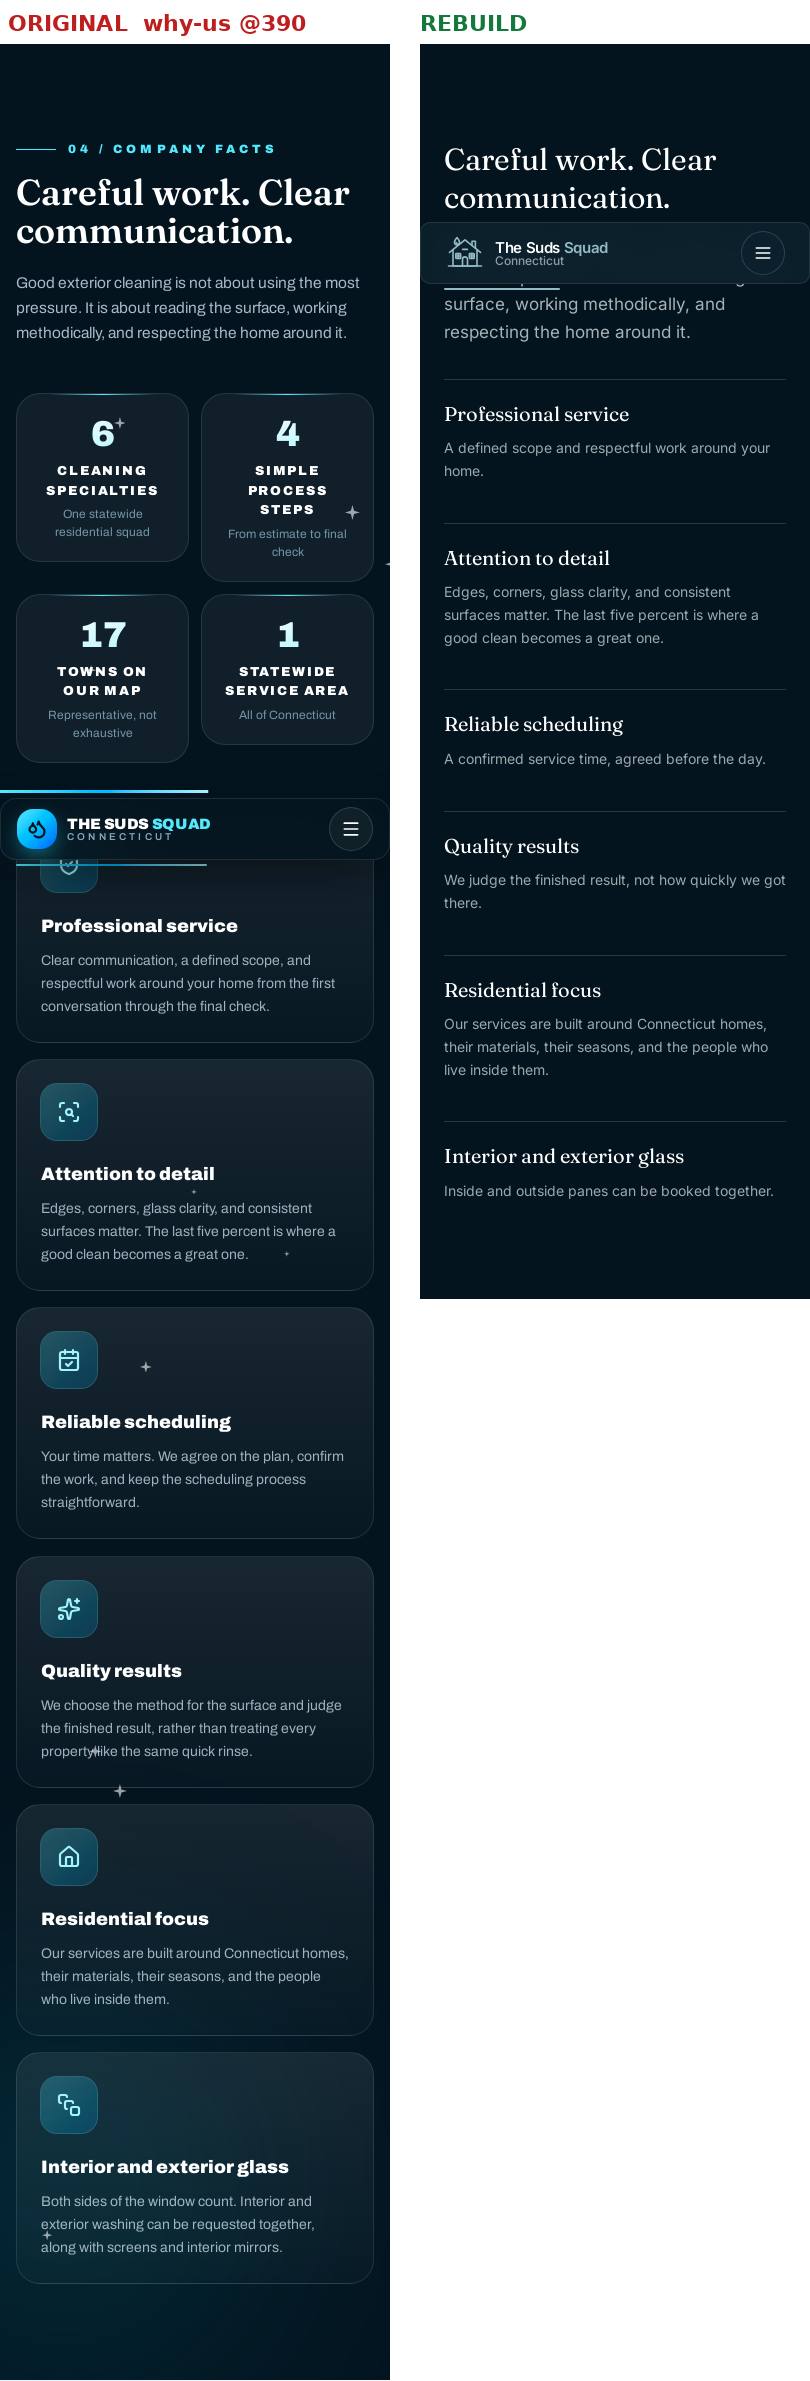 ORIGINAL why-us @390
04 / COMPANY FACTS
Careful work. Clear
communication.
Good exterior cleaning is not about using the most
pressure. It is about reading the surface, working
methodically, and respecting the home around it.
6
CLEANING
SPECIALTIES
One statewide
residential squad
4
SIMPLE
PROCESS
STEPS
From estimate to final
check
17
TOWNS ON
OUR MAP
Representative, not
exhaustive
1
STATEWIDE
SERVICE AREA
All of Connecticut
THE SUDS SQUAD
CONNECTICUT
Professional service
Clear communication, a defined scope, and
respectful work around your home from the first
conversation through the final check.
Attention to detail
Edges, corners, glass clarity, and consistent
surfaces matter. The last five percent is where a
good clean becomes a great one.
Reliable scheduling
Your time matters. We agree on the plan, confirm
the work, and keep the scheduling process
straightforward.
Quality results
We choose the method for the surface and judge
the finished result, rather than treating every
property like the same quick rinse.
Residential focus
Our services are built around Connecticut homes,
their materials, their seasons, and the people
who live inside them.
Interior and exterior glass
Both sides of the window count. Interior and
exterior washing can be requested together,
along with screens and interior mirrors.
REBUILD
Careful work. Clear
communication.
The Suds Squad
Connecticut
surface, working methodically, and
respecting the home around it.
Professional service
A defined scope and respectful work around your
home.
Attention to detail
Edges, corners, glass clarity, and consistent
surfaces matter. The last five percent is where a
good clean becomes a great one.
Reliable scheduling
A confirmed service time, agreed before the day.
Quality results
We judge the finished result, not how quickly we got
there.
Residential focus
Our services are built around Connecticut homes,
their materials, their seasons, and the people who
live inside them.
Interior and exterior glass
Inside and outside panes can be booked together.